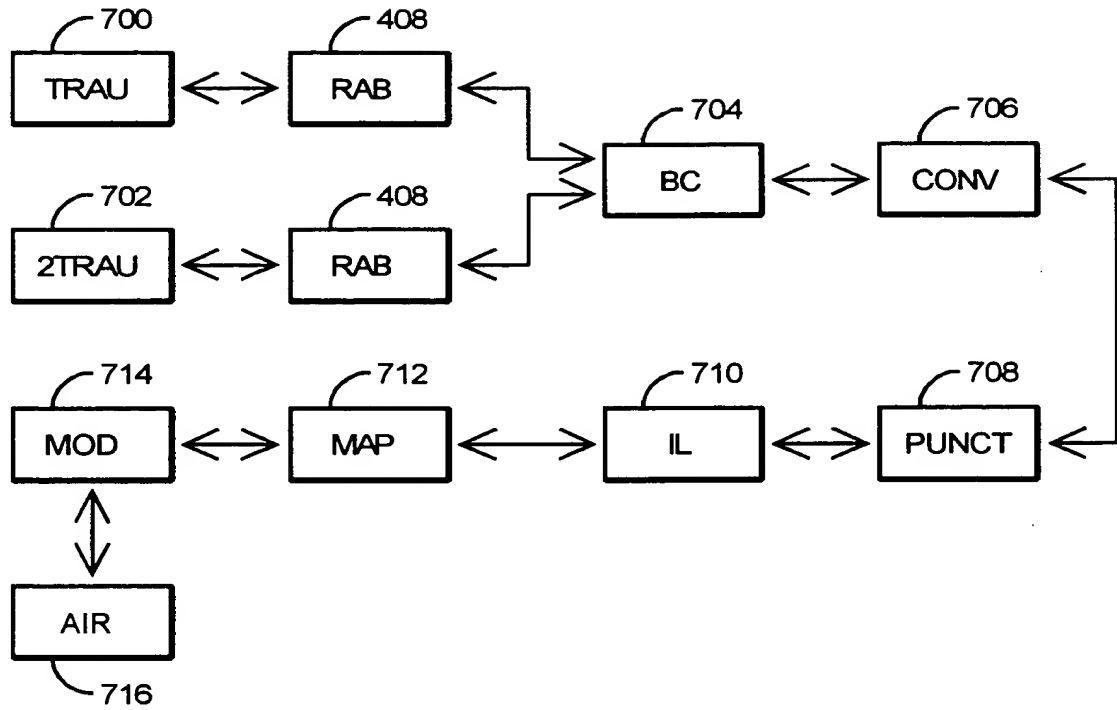 700
408
TRAU
RAB
704
706
BC
CONV
702
408
2TRAU
RAB
714
712
710
708
MOD
MAP
IL
PUNCT
AIR
716